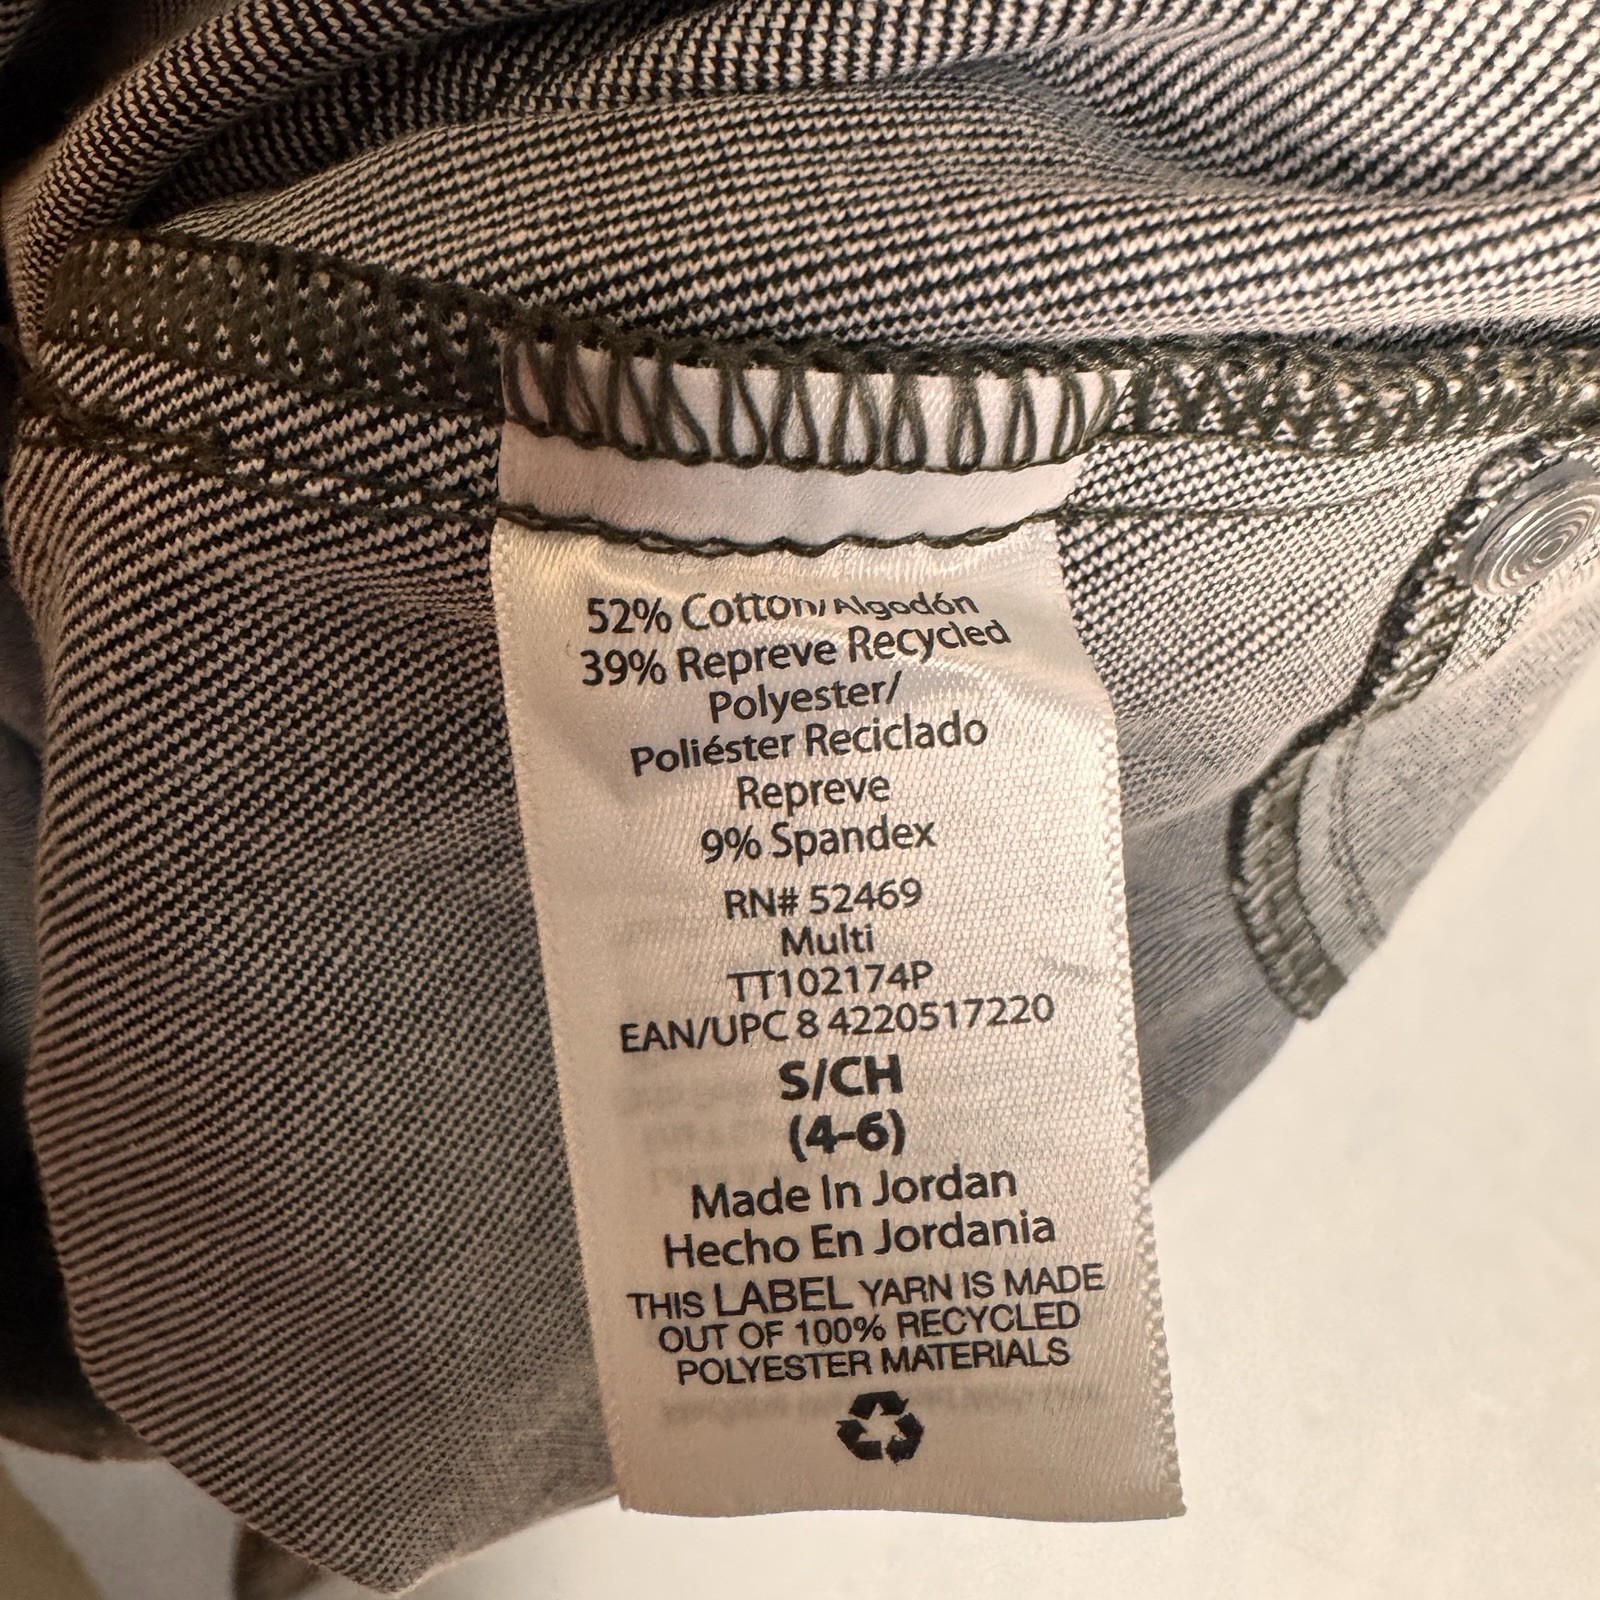 52% Cotton/Algodón
39% Repreve Recycled
Polyester/
Poliéster Reciclado
Repreve
9% Spandex
RN# 52469
Multi
TT102174P
EAN/UPC 8 4220517220
S/CH
(4-6)
Made In Jordan
Hecho En Jordania
THIS LABEL YARN IS MADE
OUT OF 100% RECYCLED
POLYESTER MATERIALS